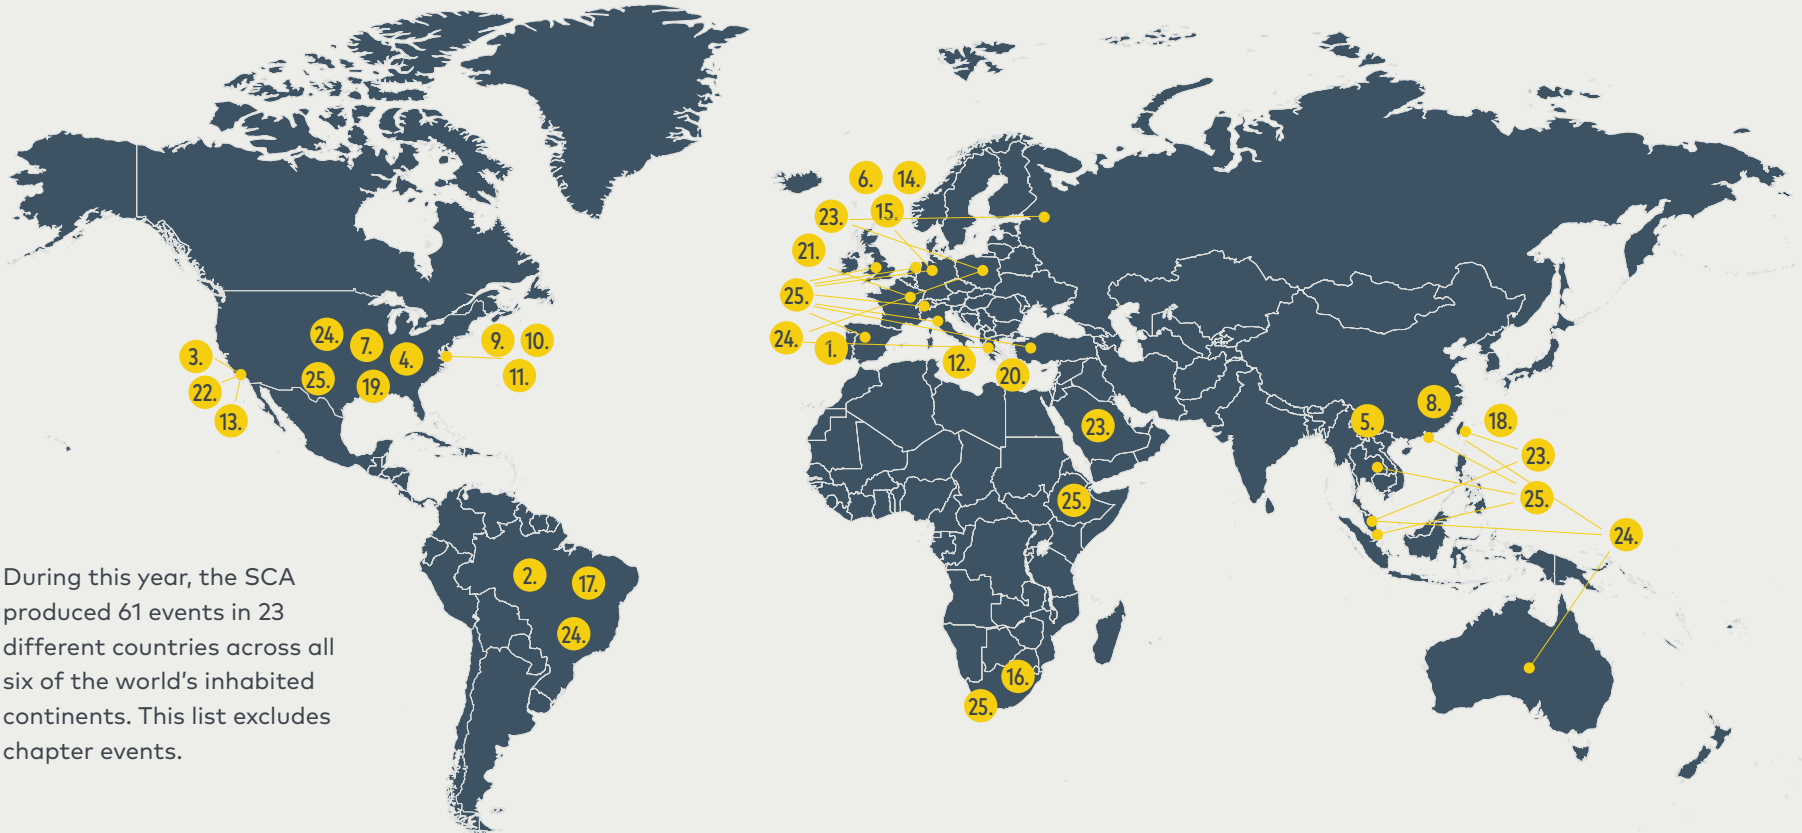 6. 14.
23. 15.
21.
25.
24. 1.
12.
20.
24. 7. 9. 10.
3. 4.
25. 19. 11.
22.
13.
23.
8.
5. 18.
23.
25.
25.
24.
2. 17.
24.
16.
25.
During this year, the SCA
produced 61 events in 23
different countries across all
six of the world's inhabited
continents. This list excludes
chapter events.